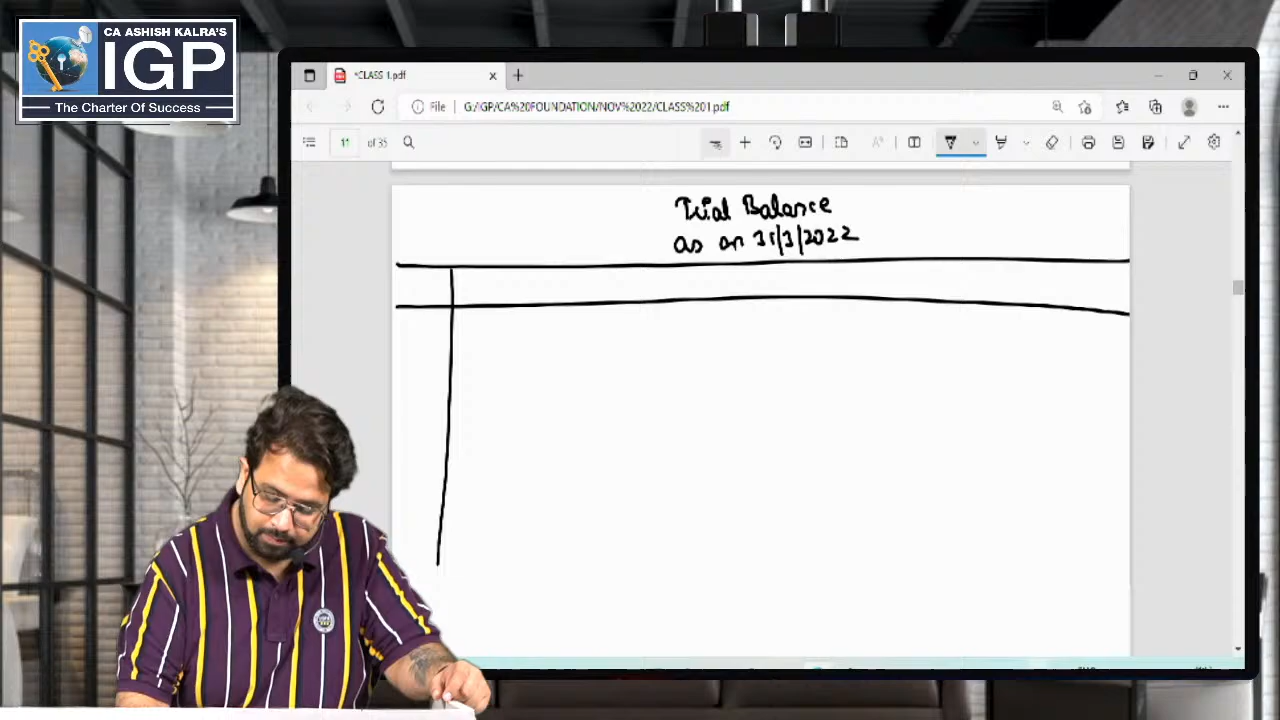 CA ASHISH KALRA'S
IGP
The Charter Of Success
*CLASS 1.pdf
File
G:/IGP/CA%20FOUNDATION/NOV%2022/CLASS%201.pdf
11 of 35
Trial Balance
as on 31/3/2022